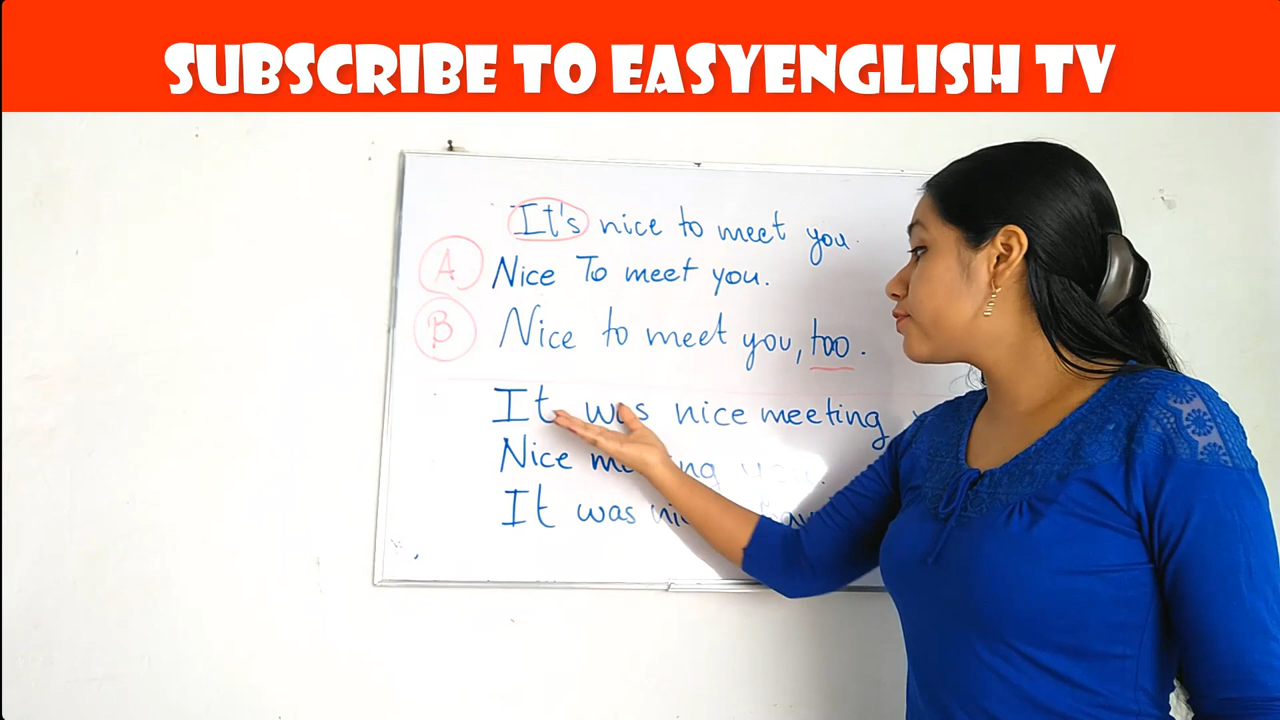 SUBSCRIBE TO EASYENGLISH TV
It's nice to meet you.
A Nice To meet you.
B Nice to meet you, too.
It was nice meeting
Nice you.
It was